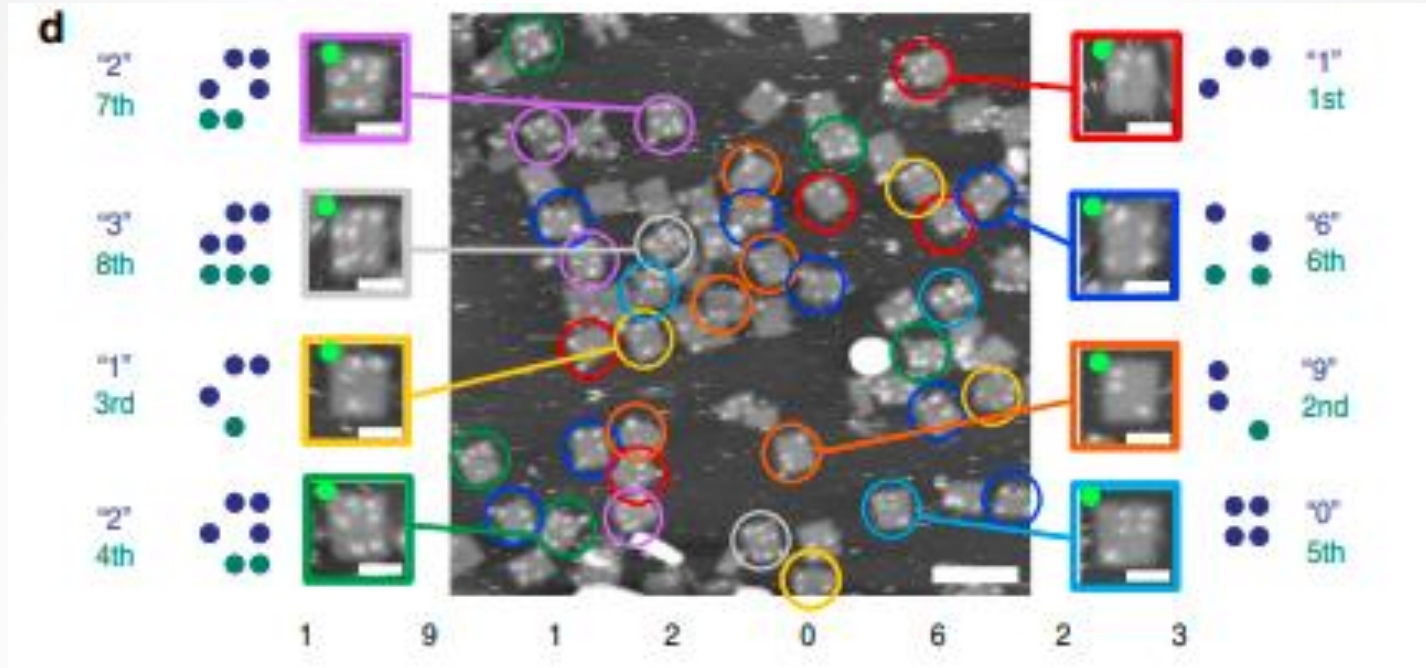 d
“2”
7th
“3”
8th
“1”
3rd
“2”
4th
“1”
1st
“6”
6th
“9”
2nd
“0”
5th
1 9 1 2 0 6 2 3